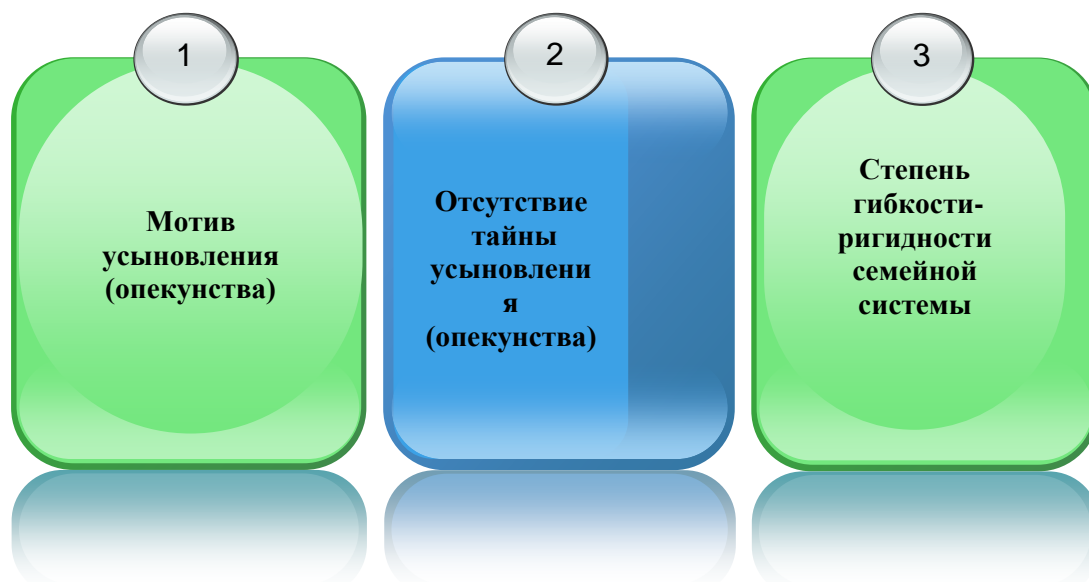 1
Мотив
усыновления
(опекунства)
2
Отсутствие
тайны
усыновлени
я
(опекунства)
3
Степень
гибкости-
ригидности
семейной
системы